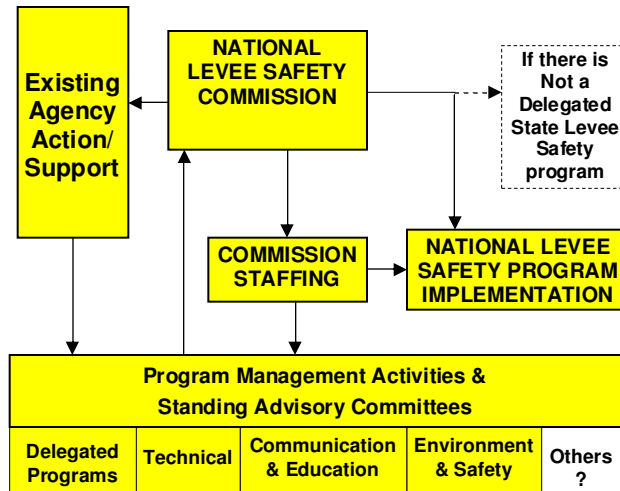 Existing
Agency
Action/
Support
NATIONAL
LEVEE SAFETY
COMMISSION
If there is
Not a
Delegated
State Levee
Safety
program
COMMISSION
STAFFING
NATIONAL LEVEE
SAFETY PROGRAM
IMPLEMENTATION
Program Management Activities &
Standing Advisory Committees
Delegated
Programs
Technical
Communication
& Education
Environment
& Safety
Others
?